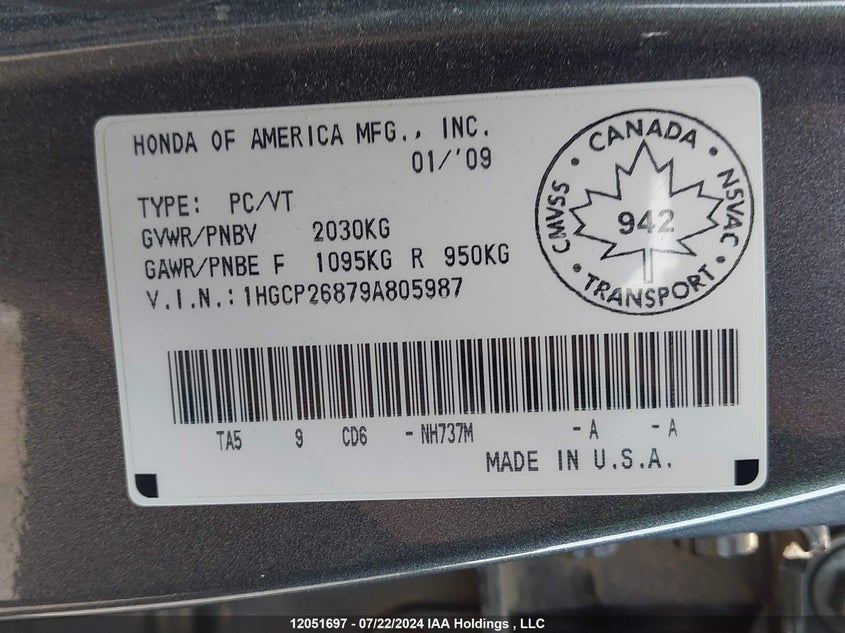 HONDA OF AMERICA MFG., INC.
01/'09
TYPE: PC/VT
GVWR/PNBV 2030KG
GAWR/PNBE F 1095KG R 950KG
V.I.N.: 1HGCP26879A805987
CANADA
CMVSS
NSVAC
942
TRANSPORT
TA5 9 CD6 - NH737M - A - A
MADE IN U.S.A.
12051697 - 07/22/2024 IAA Holdings , LLC